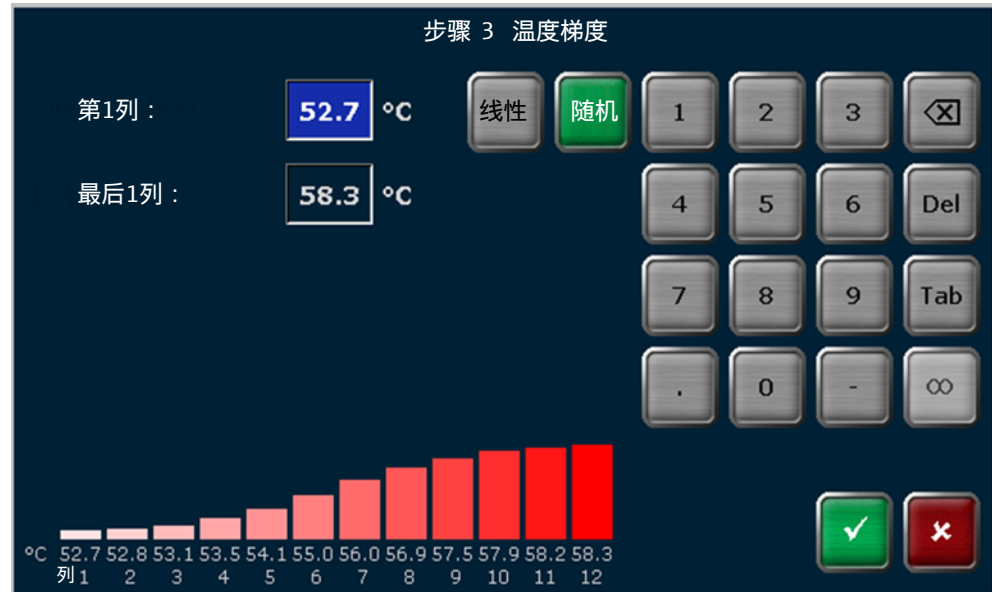 步骤 3 温度梯度
第1列： 52.7 °C 线性 随机 1 2 3
最后1列： 58.3 °C 4 5 6 Del
7 8 9 Tab
. 0 - ∞
°C 52.7 52.8 53.1 53.5 54.1 55.0 56.0 56.9 57.5 57.9 58.2 58.3
列 1 2 3 4 5 6 7 8 9 10 11 12